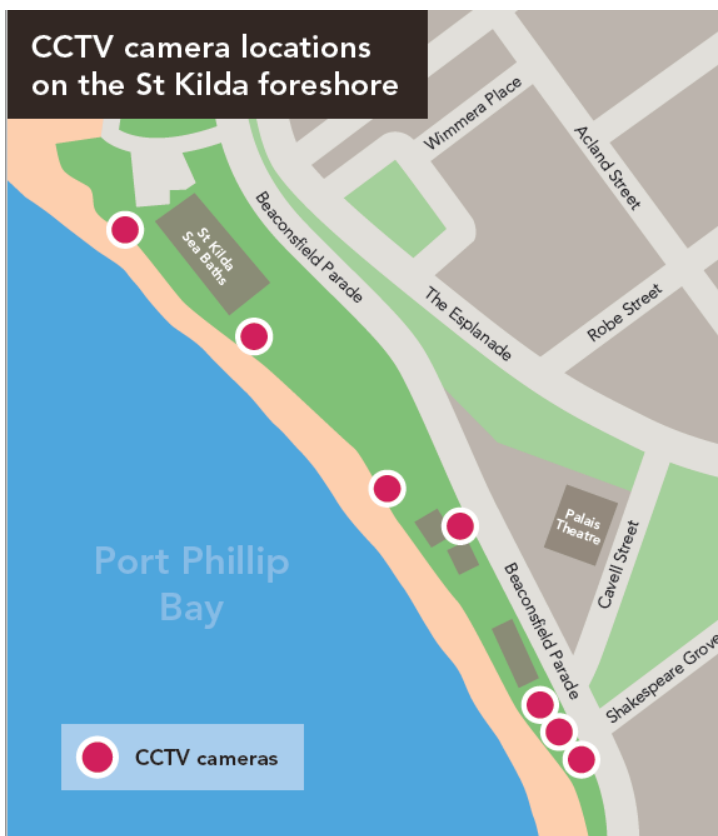 CCTV camera locations
on the St Kilda foreshore
Wimmera Place
Acland Street
St Kilda
Sea Baths
Beaconsfield Parade
The Esplanade
Robe Street
Palais
Theatre
Port Phillip
Bay
Beaconsfield Parade
Cavell Street
Shakespeare Grove
CCTV cameras